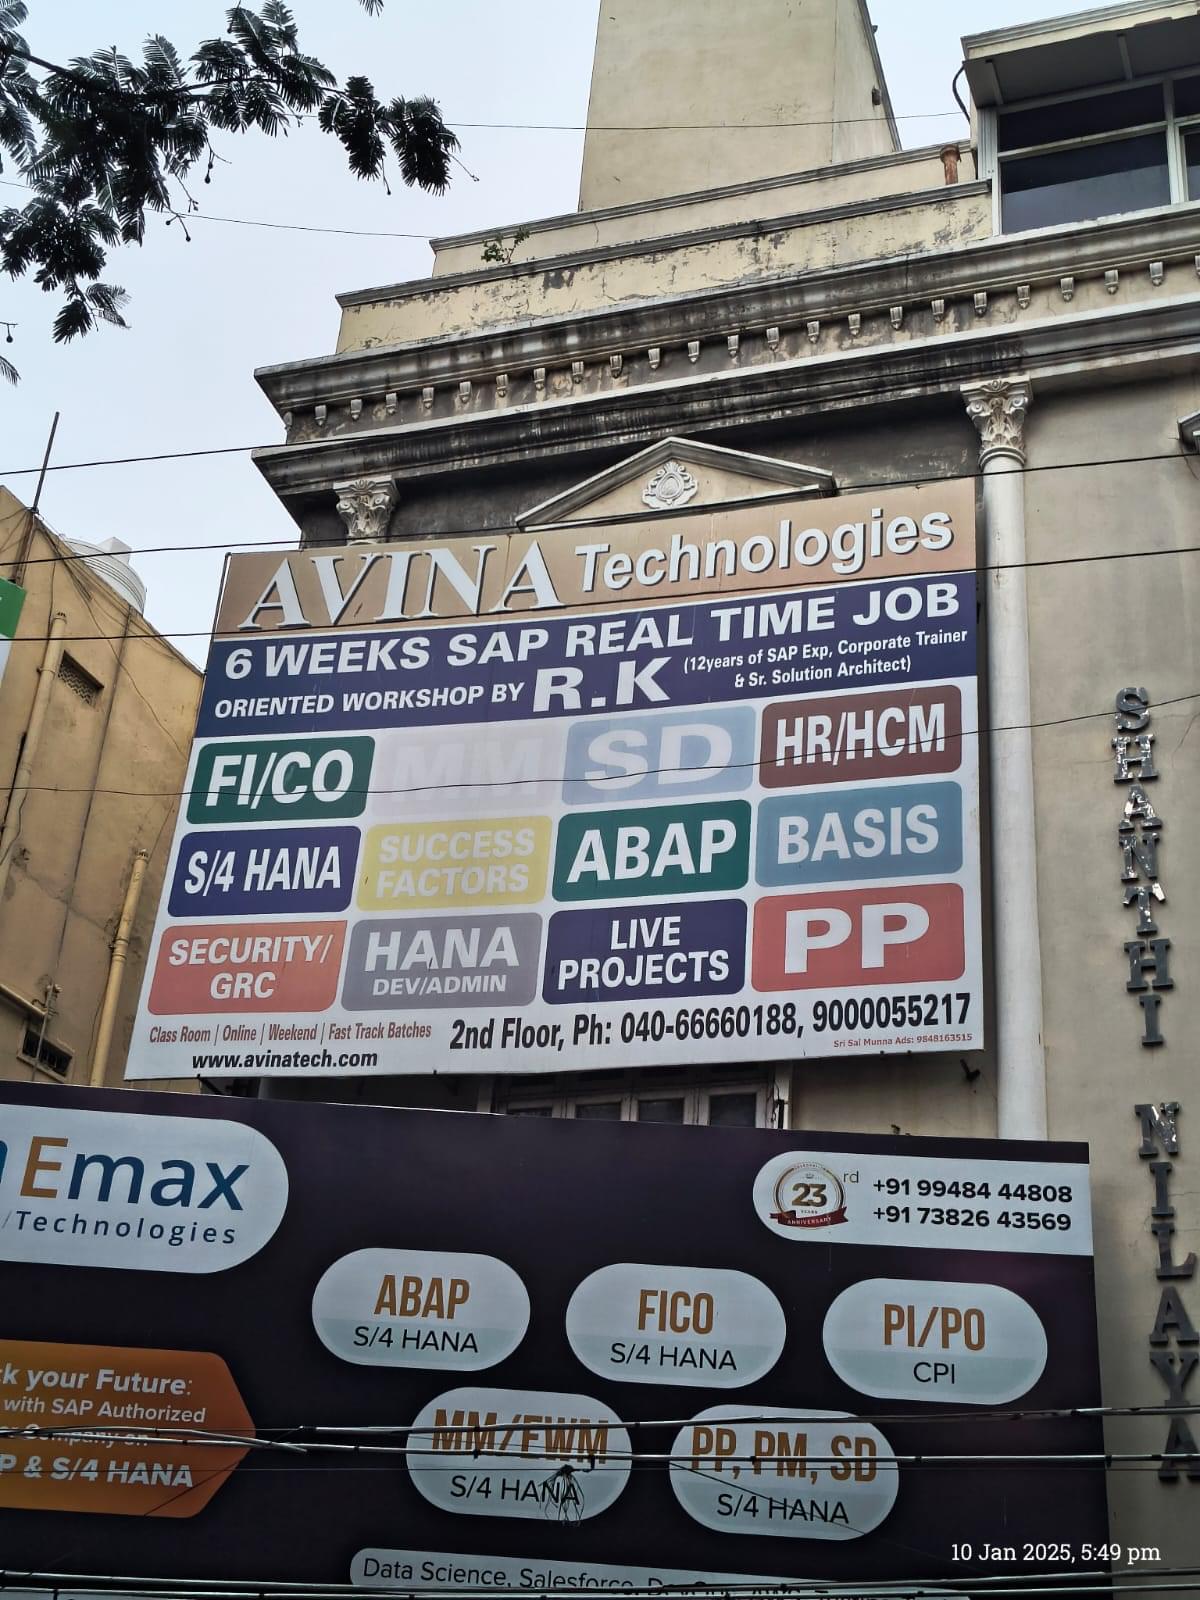 AVINA Technologies
6 WEEKS SAP REAL TIME JOB
ORIENTED WORKSHOP BY R.K (12years of SAP Exp, Corporate Trainer
& Sr. Solution Architect)
FI/CO MM SD HR/HCM
S/4 HANA SUCCESS FACTORS ABAP BASIS
SECURITY/ GRC HANA DEV/ADMIN LIVE PROJECTS PP
Class Room | Online | Weekend | Fast Track Batches
2nd Floor, Ph: 040-66660188, 9000055217
www.avinatech.com
Sri Sai Munna Ads: 9848163515
SHANTHI NILAYA
Emax
Technologies
23 rd
YEARS
ANNIVERSARY
+91 99484 44808
+91 73826 43569
ABAP
S/4 HANA
FICO
S/4 HANA
PI/PO
CPI
ck your Future:
with SAP Authorized
Company on
P & S/4 HANA
MM/EWM
S/4 HANA
PP, PM, SD
S/4 HANA
Data Science, Salesforce,
10 Jan 2025, 5:49 pm